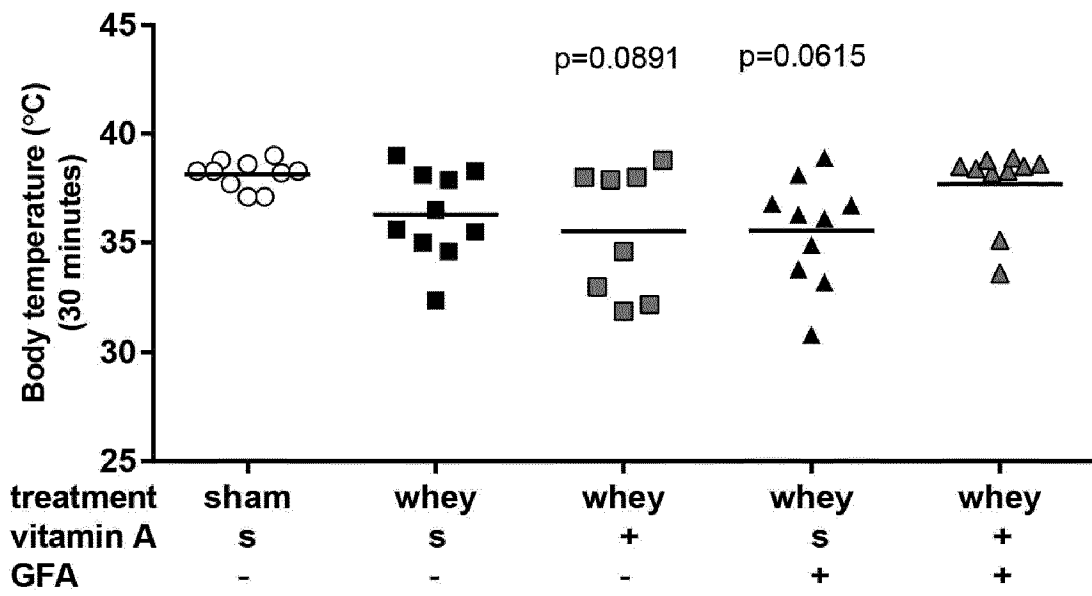 45
p=0.0891 p=0.0615
40
35
30
25
Body temperature (°C)
(30 minutes)
treatment sham whey whey whey whey
vitamin A s s + s +
GFA - - - + +